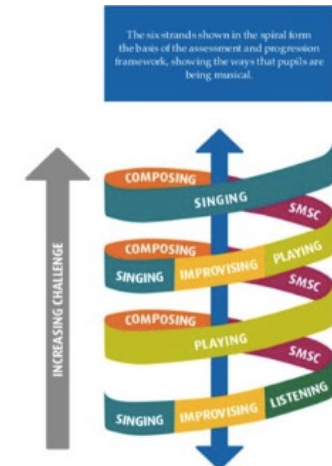 The six strands shown in the spiral form
the basis of the assessment and progression
framework, showing the ways that pupils are
being musical.
INCREASING CHALLENGE
COMPOSING
SINGING
SMSC
COMPOSING
SINGING IMPROVISING PLAYING
SMSC
COMPOSING
PLAYING
SMSC
SINGING IMPROVISING LISTENING